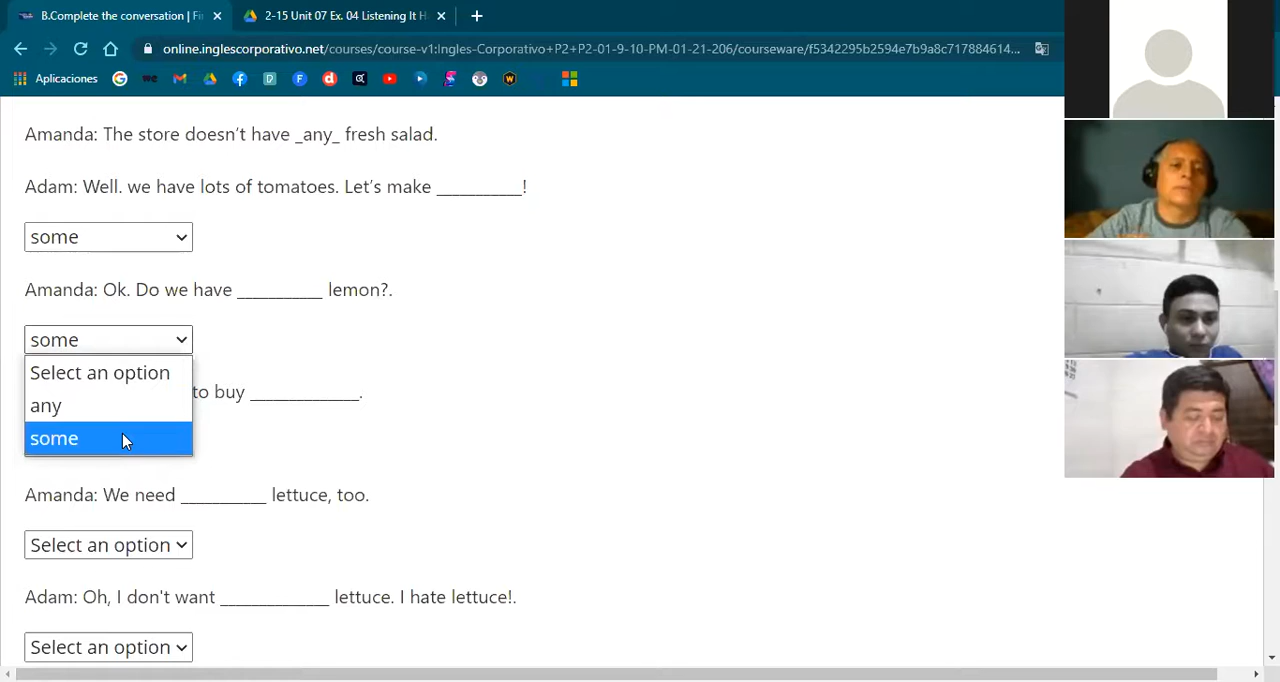 B.Complete the conversation | Fi
2-15 Unit 07 Ex. 04 Listening It H
online.inglescorporativo.net/courses/course-v1:Ingles-Corporativo+P2+P2-01-9-10-PM-01-21-206/courseware/f5342295b2594e7b9a8c717884614...
Aplicaciones
Amanda: The store doesn’t have _any_ fresh salad.
Adam: Well. we have lots of tomatoes. Let’s make ___________!
some
Amanda: Ok. Do we have ___________ lemon?.
some
Select an option
any
some
to buy ______________.
Amanda: We need ___________ lettuce, too.
Select an option
Adam: Oh, I don't want ______________ lettuce. I hate lettuce!.
Select an option